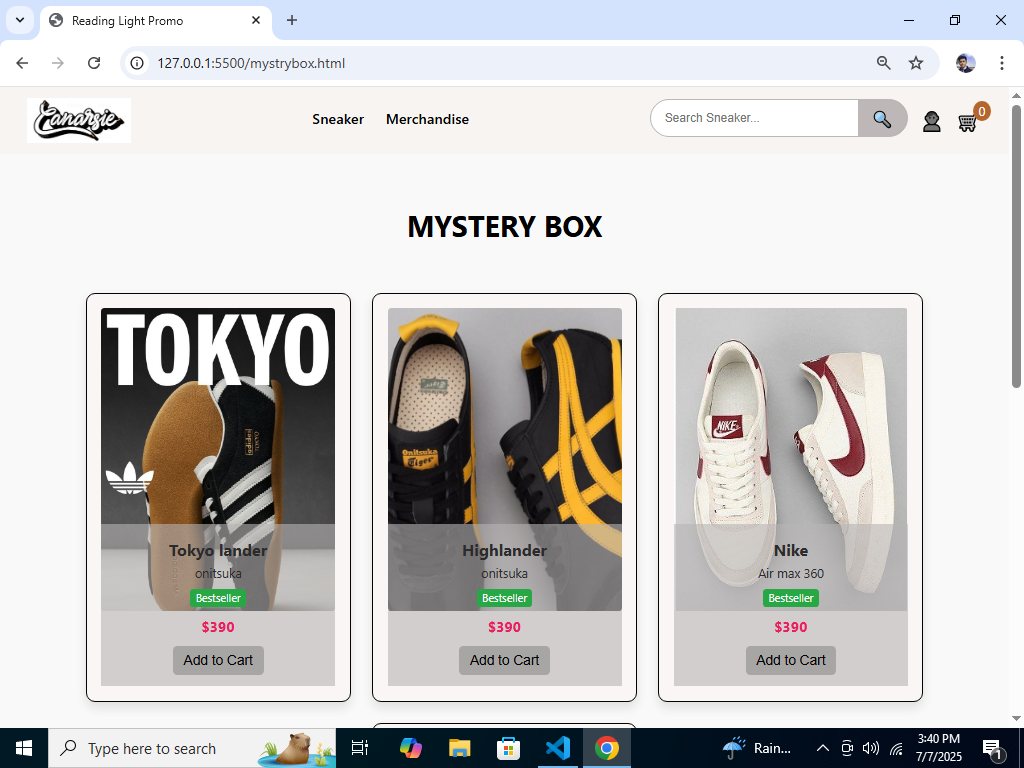 Reading Light Promo
127.0.0.1:5500/mystrybox.html
Canarsie
Sneaker
Merchandise
Search Sneaker...
0
MYSTERY BOX
TOKYO
Tokyo lander
onitsuka
Bestseller
$390
Add to Cart
Onitsuka
Tiger
Highlander
onitsuka
Bestseller
$390
Add to Cart
NIKE
Nike
Air max 360
Bestseller
$390
Add to Cart
Type here to search
Rain...
3:40 PM
7/7/2025
1